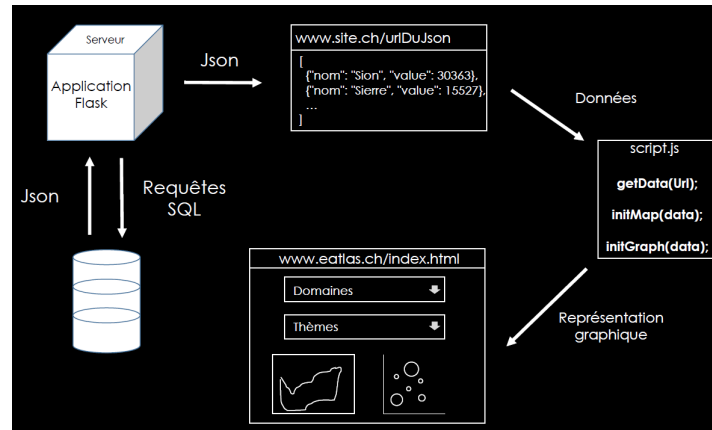 Serveur
Application
Flask
Json
www.site.ch/urlDuJson
[
{"nom": "Sion", "value": 30363},
{"nom": "Sierre", "value": 15527},
...
]
Données
script.js
getData(Url);
initMap(data);
initGraph(data);
Json
Requêtes
SQL
www.eatlas.ch/index.html
Domaines
Thèmes
Représentation
graphique